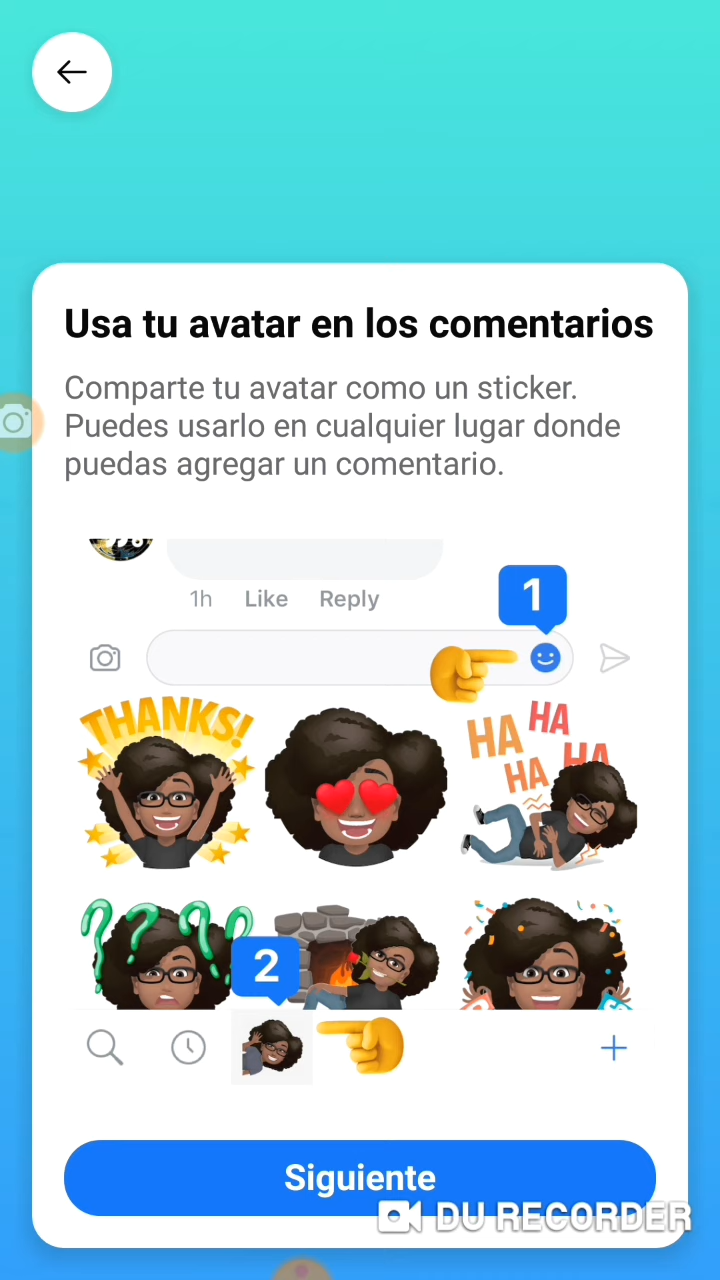 Usa tu avatar en los comentarios
Comparte tu avatar como un sticker.
Puedes usarlo en cualquier lugar donde
puedas agregar un comentario.
1h Like Reply
1
THANKS!
HA HA
HA HA
2
Siguiente
DU RECORDER